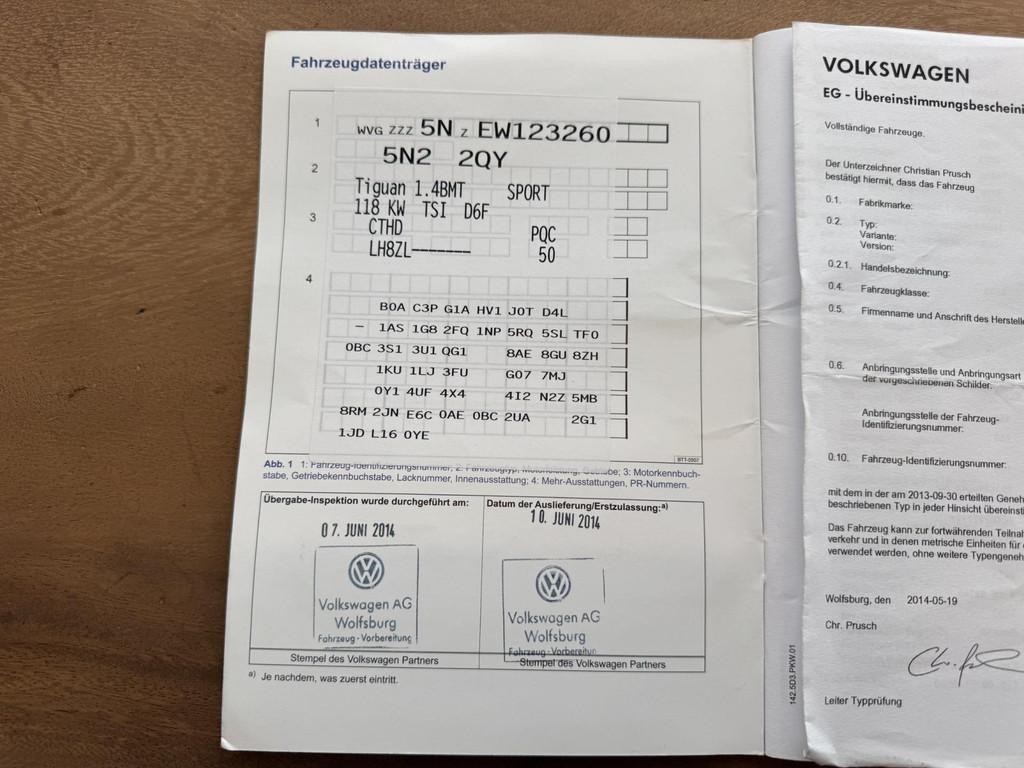 Fahrzeugdatenträger
1
WVG ZZZ 5N Z EW123260
5N2 2QY
2
Tiguan 1.4BMT SPORT
118 KW TSI D6F
3
CTHD PQC
LH8ZL------- 50
4
B0A C3P G1A HV1 J0T D4L
– 1AS 1G8 2FQ 1NP 5RQ 5SL TF0
0BC 3S1 3U1 QG1 8AE 8GU 8ZH
1KU 1LJ 3FU G07 7MJ
0Y1 4UF 4X4 4I2 N2Z 5MB
8RM 2JN E6C 0AE 0BC 2UA 2G1
1JD L16 0YE
Abb. 1 1: Fahrzeug-Identifizierungsnummer; 2: Fahrzeugtyp, Motorleistung, Getriebe; 3: Motorkennbuch-
stabe, Getriebekennbuchstabe, Lacknummer, Innenausstattung; 4: Mehr-Ausstattungen, PR-Nummern.
Übergabe-Inspektion wurde durchgeführt am:
07. JUNI 2014
Volkswagen AG
Wolfsburg
Fahrzeug-Vorbereitung
Stempel des Volkswagen Partners
Datum der Auslieferung/Erstzulassung:a)
10. JUNI 2014
Volkswagen AG
Wolfsburg
Fahrzeug-Vorbereitun
Stempel des Volkswagen Partners
a) Je nachdem, was zuerst eintritt.
142.5D3.PKW.01
VOLKSWAGEN
EG - Übereinstimmungsbescheini
Vollständige Fahrzeuge.
Der Unterzeichner Christian Prusch
bestätigt hiermit, dass das Fahrzeug
0.1. Fabrikmarke:
0.2. Typ:
Variante:
Version:
0.2.1. Handelsbezeichnung:
0.4. Fahrzeugklasse:
0.5. Firmenname und Anschrift des Herstelle
0.6. Anbringungsstelle und Anbringungsart
der vorgeschriebenen Schilder:
Anbringungsstelle der Fahrzeug-
Identifizierungsnummer:
0.10. Fahrzeug-Identifizierungsnummer:
mit dem in der am 2013-09-30 erteilten Geneh
beschriebenen Typ in jeder Hinsicht übereinsti
Das Fahrzeug kann zur fortwährenden Teilnah
verkehr und in denen metrische Einheiten für
verwendet werden, ohne weitere Typengeneh
Wolfsburg, den 2014-05-19
Chr. Prusch
Leiter Typprüfung